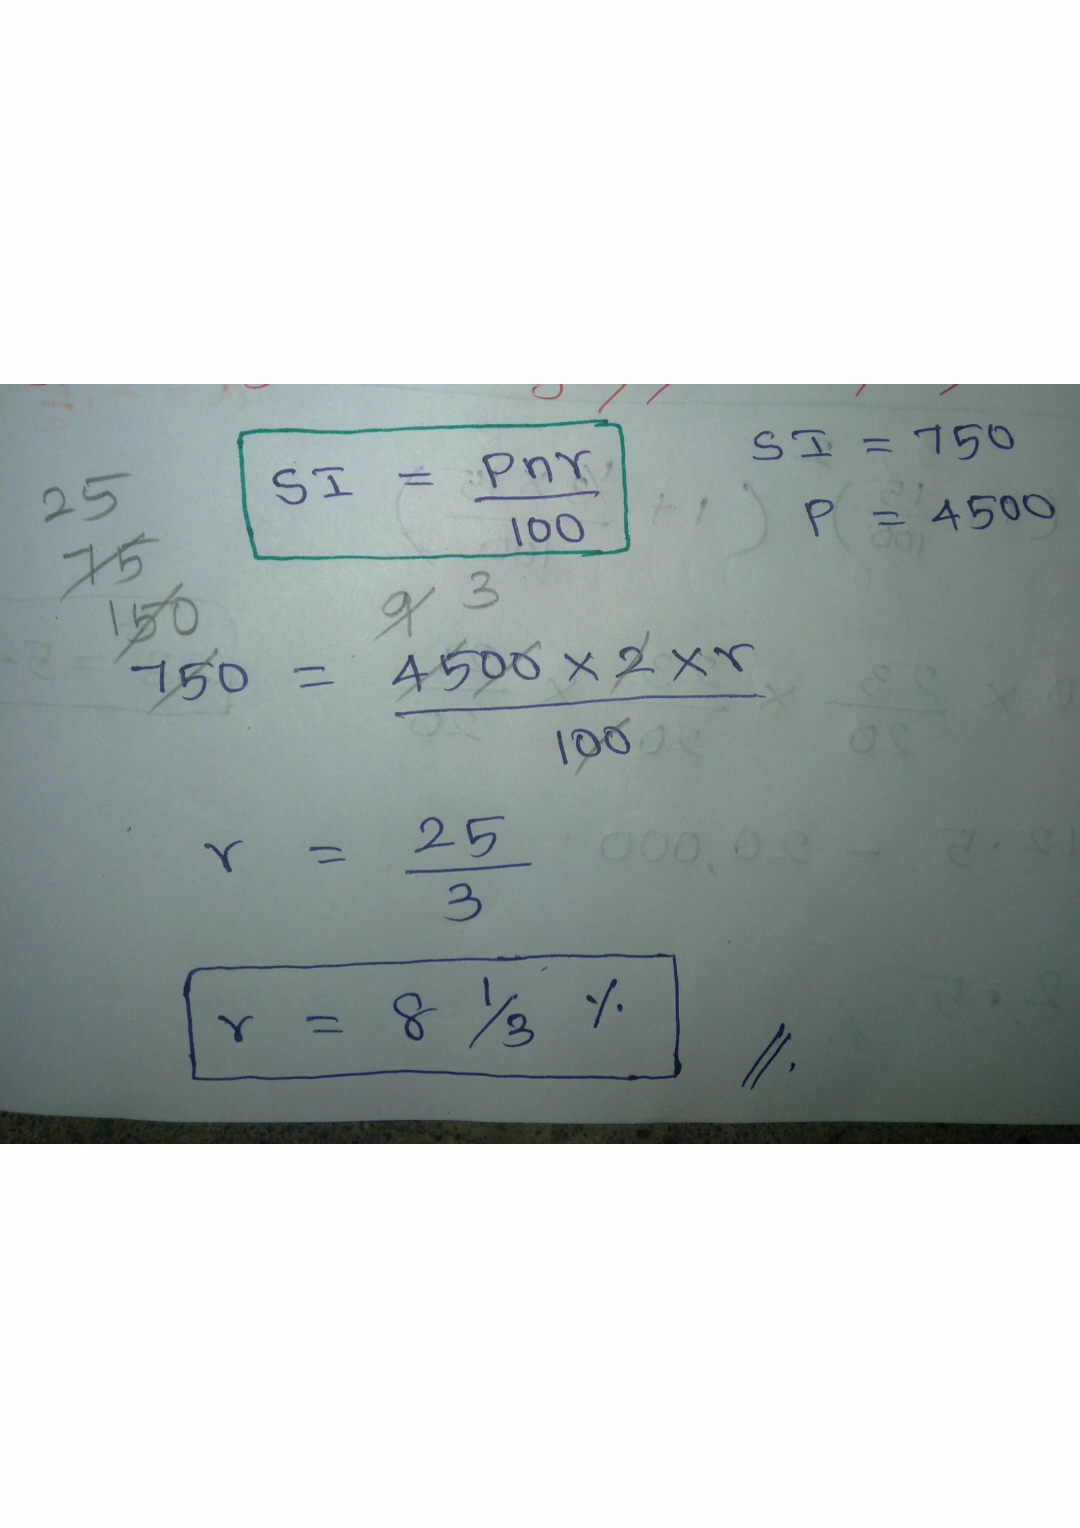 SI = Pnr / 100
SI = 750
P = 4500
25
75
150
9 3
750 = 4500 × 2 × r / 100
r = 25 / 3
r = 8 1/3 %
//.